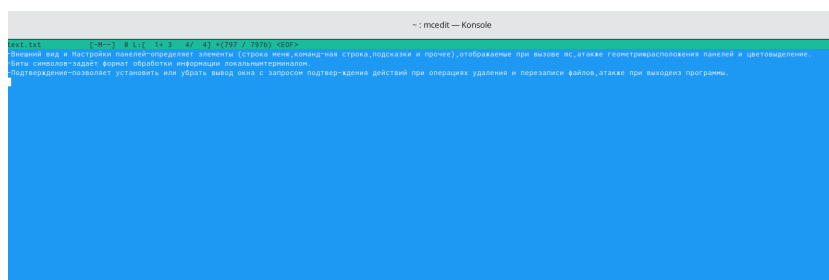 ~ : mcedit — Konsole
text.txt [-M--] # L:[ 1+ 3 4/ 4] *(797 / 797b) <EOF>
-Внешний вид и Настройки панелей-определяет элементы (строка меню,команд-ная строка,подсказки и прочее),отображаемые при вызове mc,атакже геометриюрасположения панелей и цветовыделение.
-Биты символов-задаёт формат обработки информации локальнымтерминалом.
-Подтверждение-позволяет установить или убрать вывод окна с запросом подтвер-ждения действий при операциях удаления и перезаписи файлов,атакже при выходеиз программы.